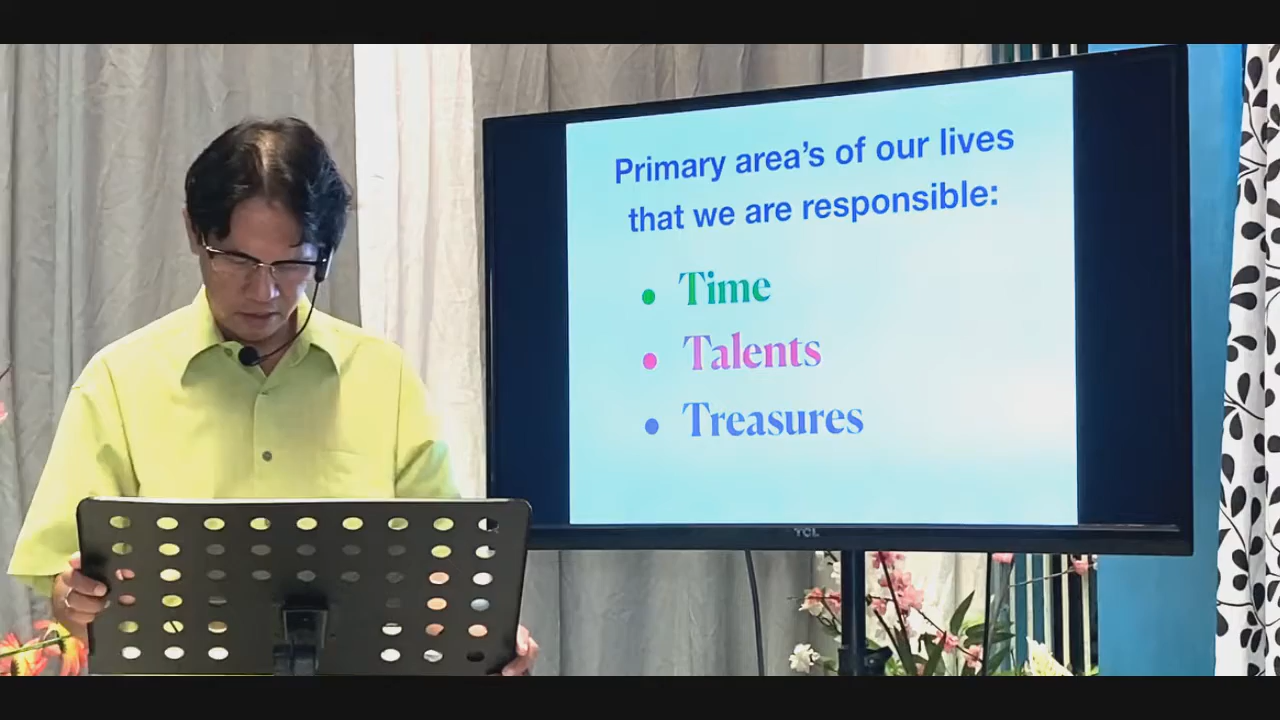 Primary area's of our lives
that we are responsible:
• Time
• Talents
• Treasures
TCL